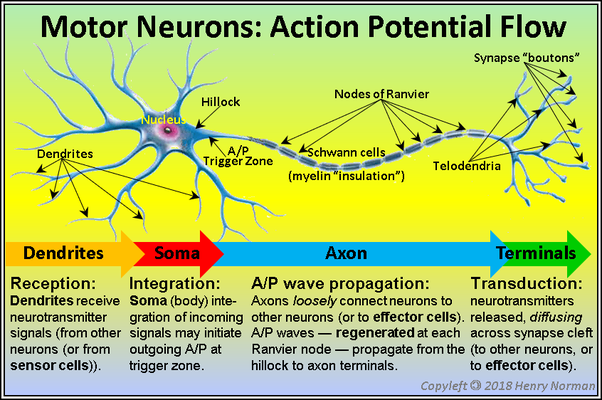 Motor Neurons: Action Potential Flow
Synapse “boutons”
Hillock
Nodes of Ranvier
Nucleus
Dendrites
A/P
Trigger Zone
Schwann cells
(myelin “insulation”)
Telodendria
Dendrites
Soma
Axon
Terminals
Reception:
Dendrites receive
neurotransmitter
signals (from other
neurons (or from
sensor cells)).
Integration:
Soma (body) inte-
gration of incoming
signals may initiate
outgoing A/P at
trigger zone.
A/P wave propagation:
Axons loosely connect neurons to
other neurons (or to effector cells).
A/P waves — regenerated at each
Ranvier node — propagate from the
hillock to axon terminals.
Transduction:
neurotransmitters
released, diffusing
across synapse cleft
(to other neurons, or
to effector cells).
Copyleft 🄯 2018 Henry Norman